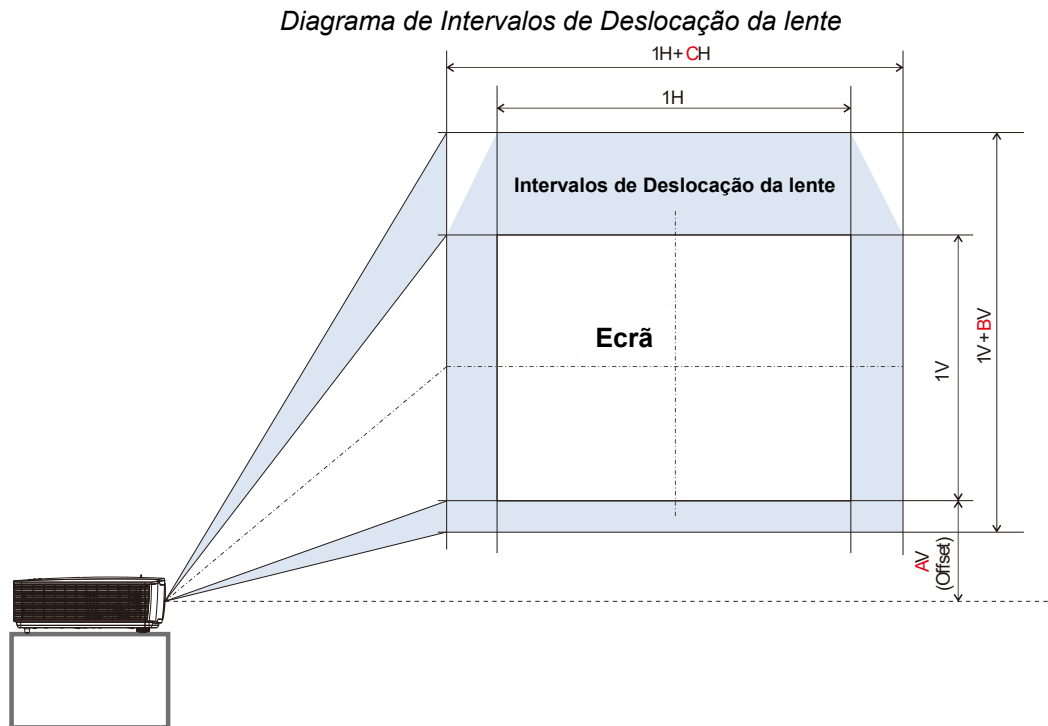 Diagrama de Intervalos de Deslocação da lente
1H+ CH
1H
Intervalos de Deslocação da lente
Ecrã
1V
1V+BV
AV
(Offset)